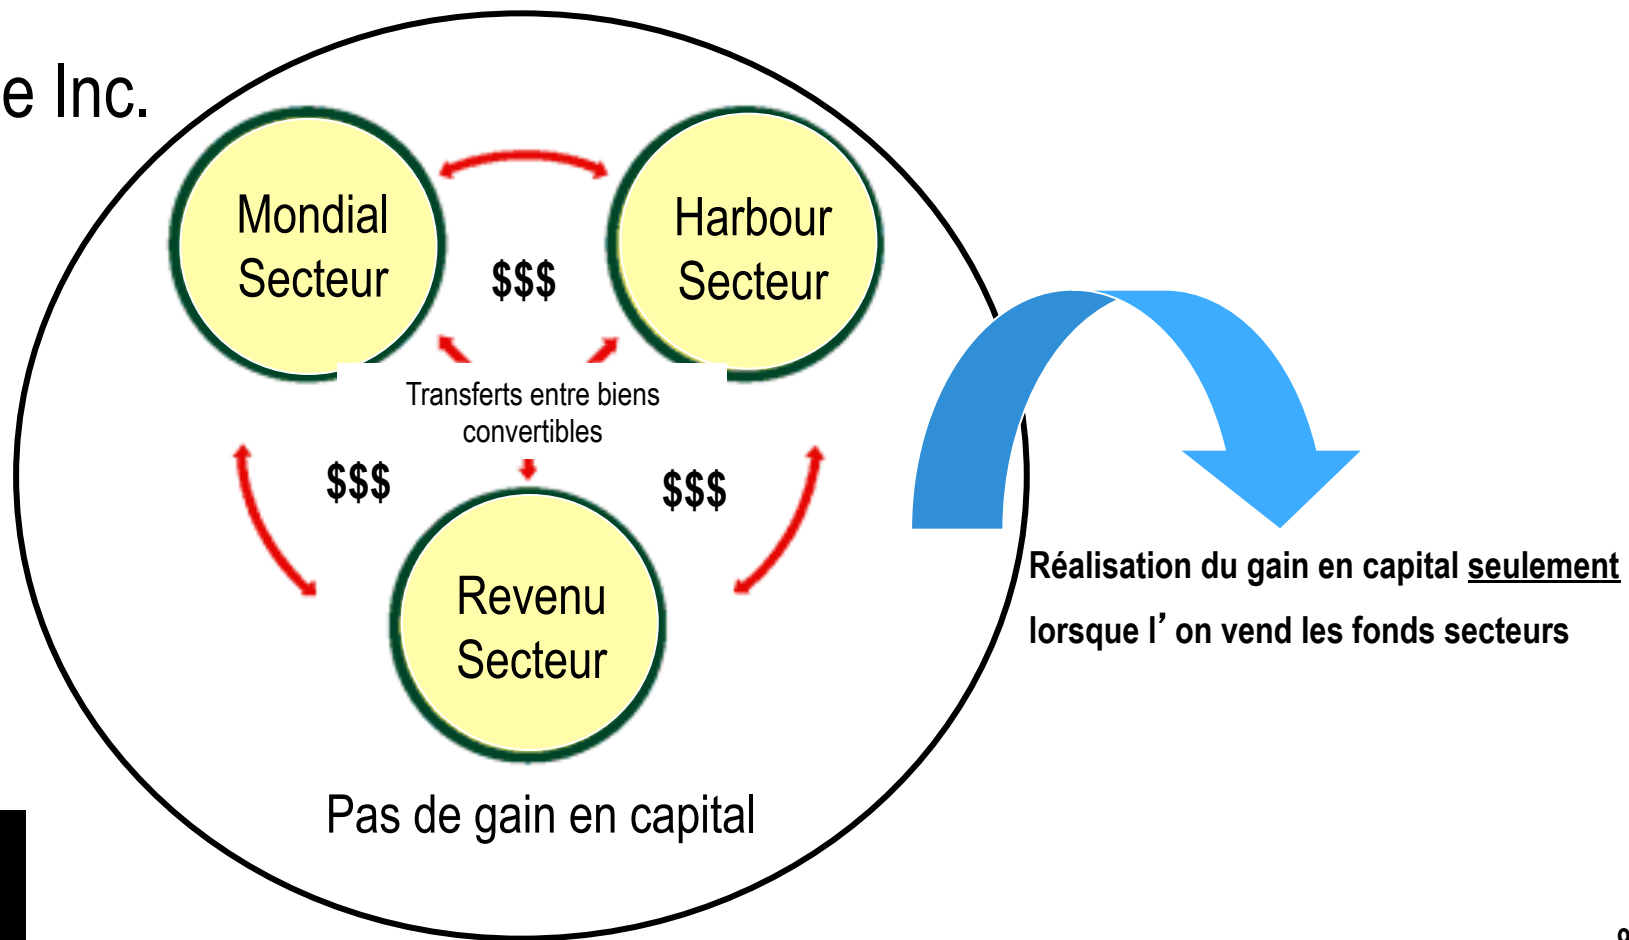 e Inc.
Mondial
Secteur
Harbour
Secteur
$$$
Transferts entre biens
convertibles
$$$
$$$
Revenu
Secteur
Pas de gain en capital
Réalisation du gain en capital seulement
lorsque l’ on vend les fonds secteurs